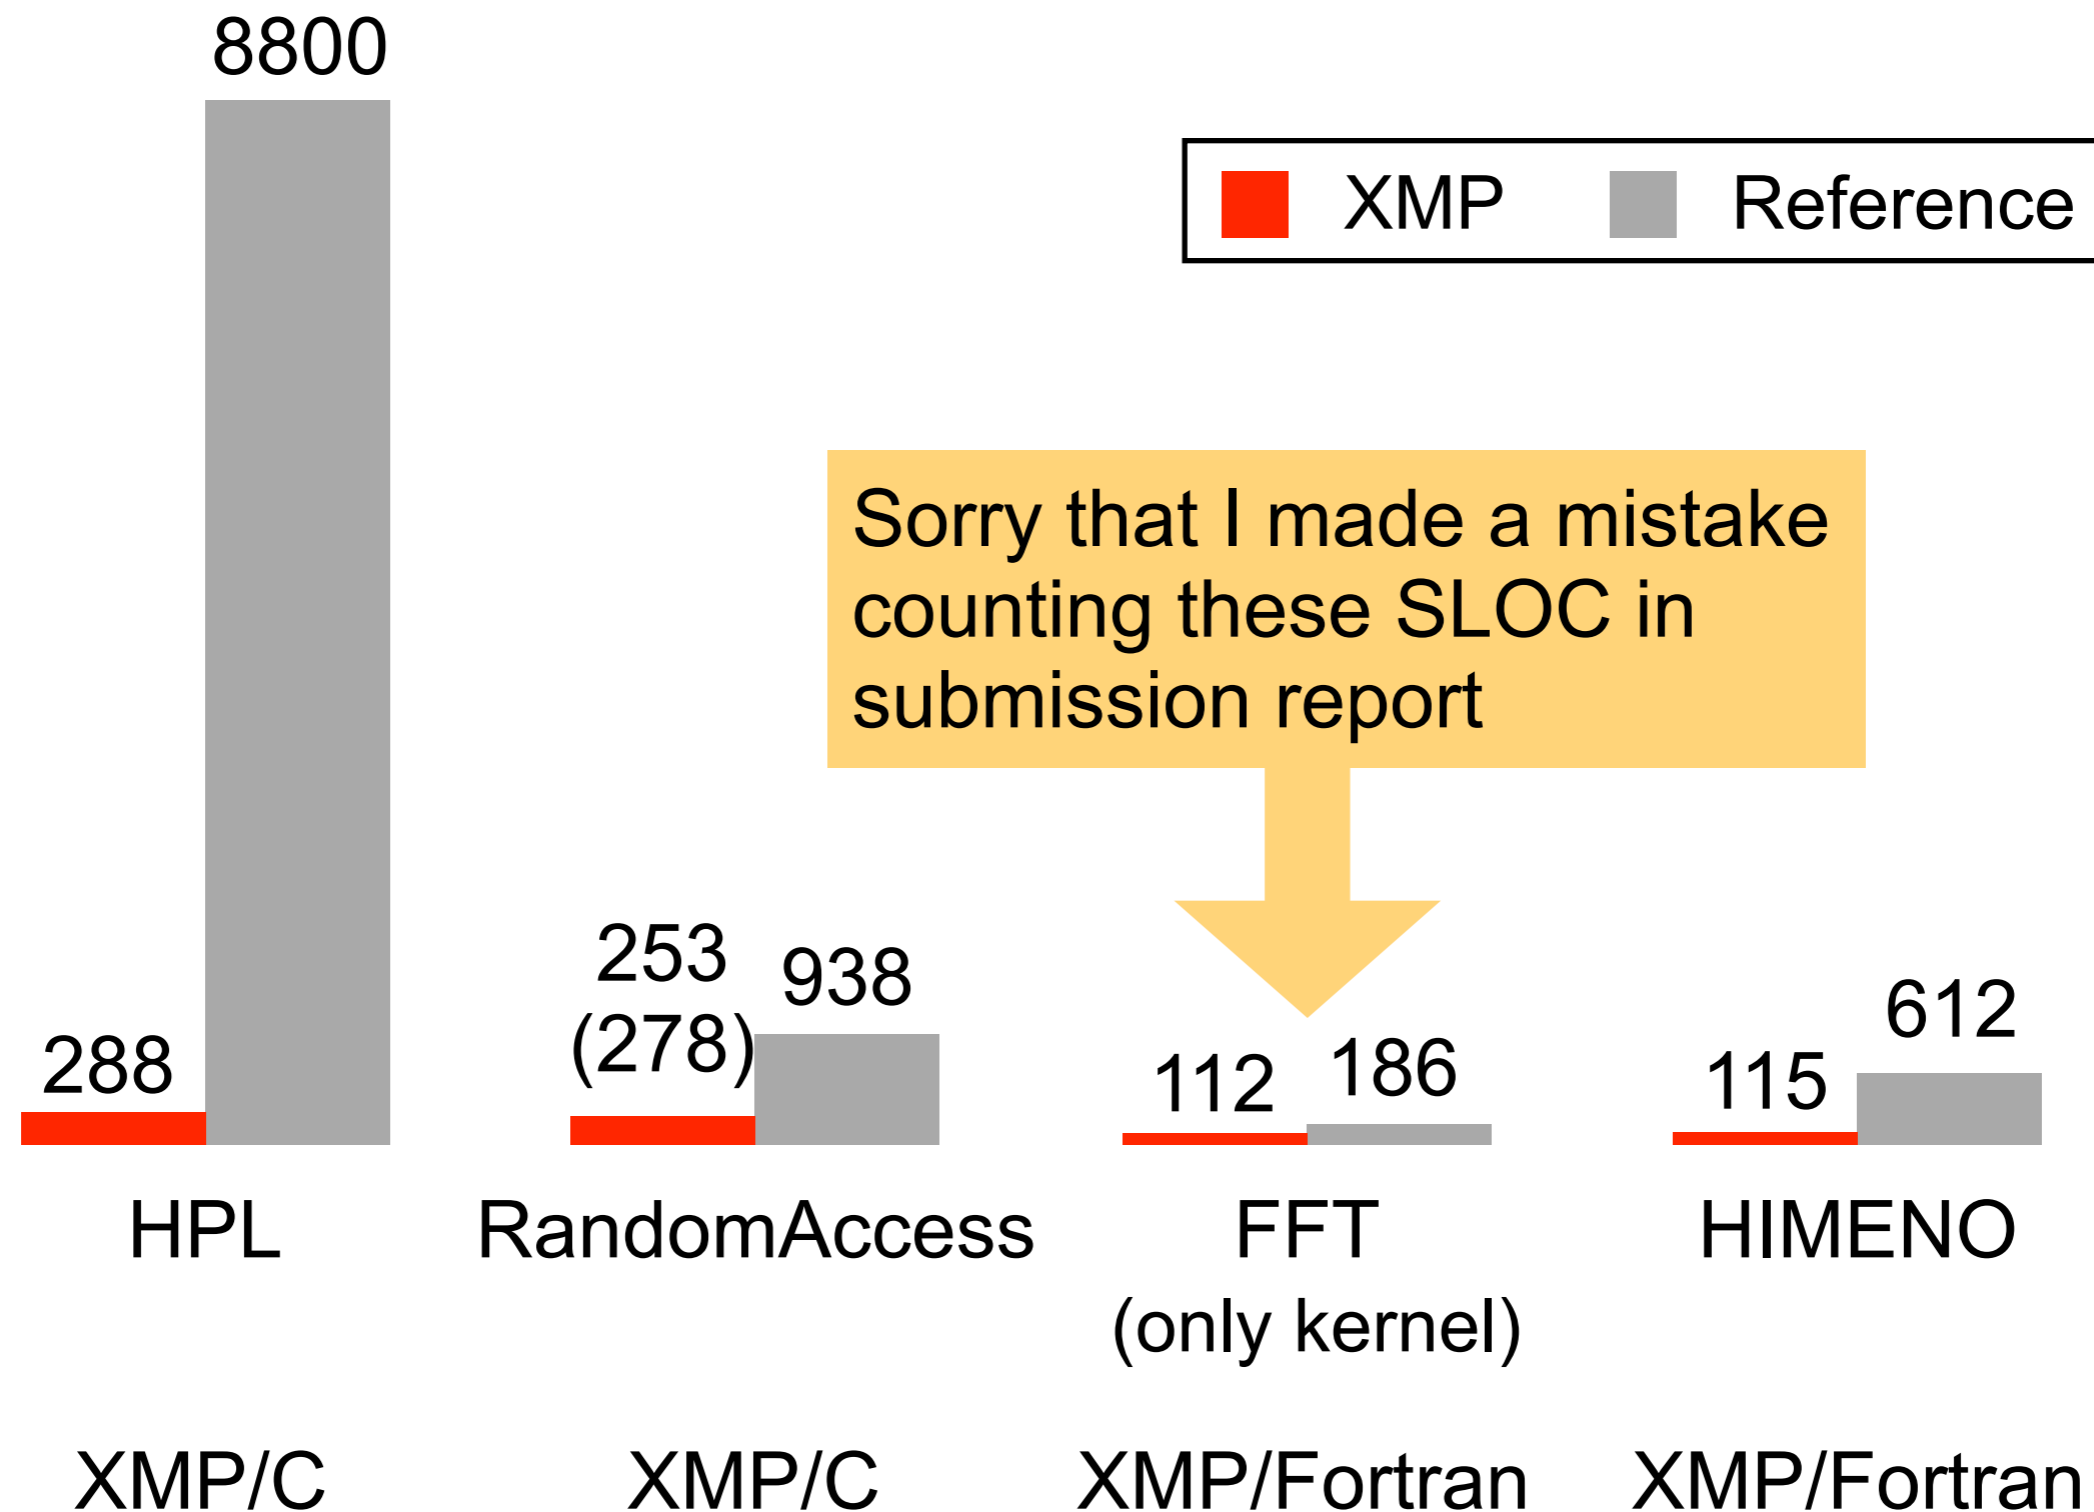 8800
XMP Reference
Sorry that I made a mistake
counting these SLOC in
submission report
253
(278)
938
288
112
186
115
612
HPL
RandomAccess
FFT
(only kernel)
HIMENO
XMP/C
XMP/C
XMP/Fortran
XMP/Fortran